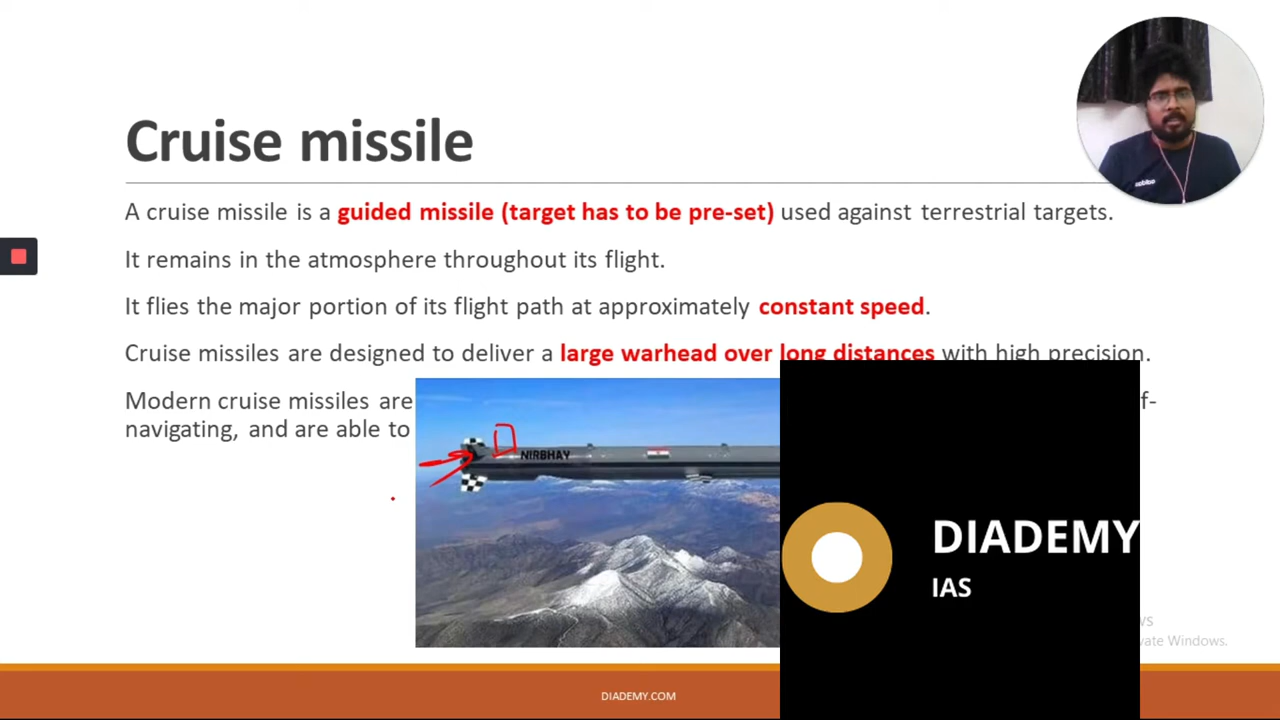 Cruise missile
A cruise missile is a guided missile (target has to be pre-set) used against terrestrial targets.
It remains in the atmosphere throughout its flight.
It flies the major portion of its flight path at approximately constant speed.
Cruise missiles are designed to deliver a large warhead over long distances with high precision.
Modern cruise missiles are f-
navigating, and are able to
NIRBHAY
DIADEMY
IAS
vate Windows.
DIADEMY.COM